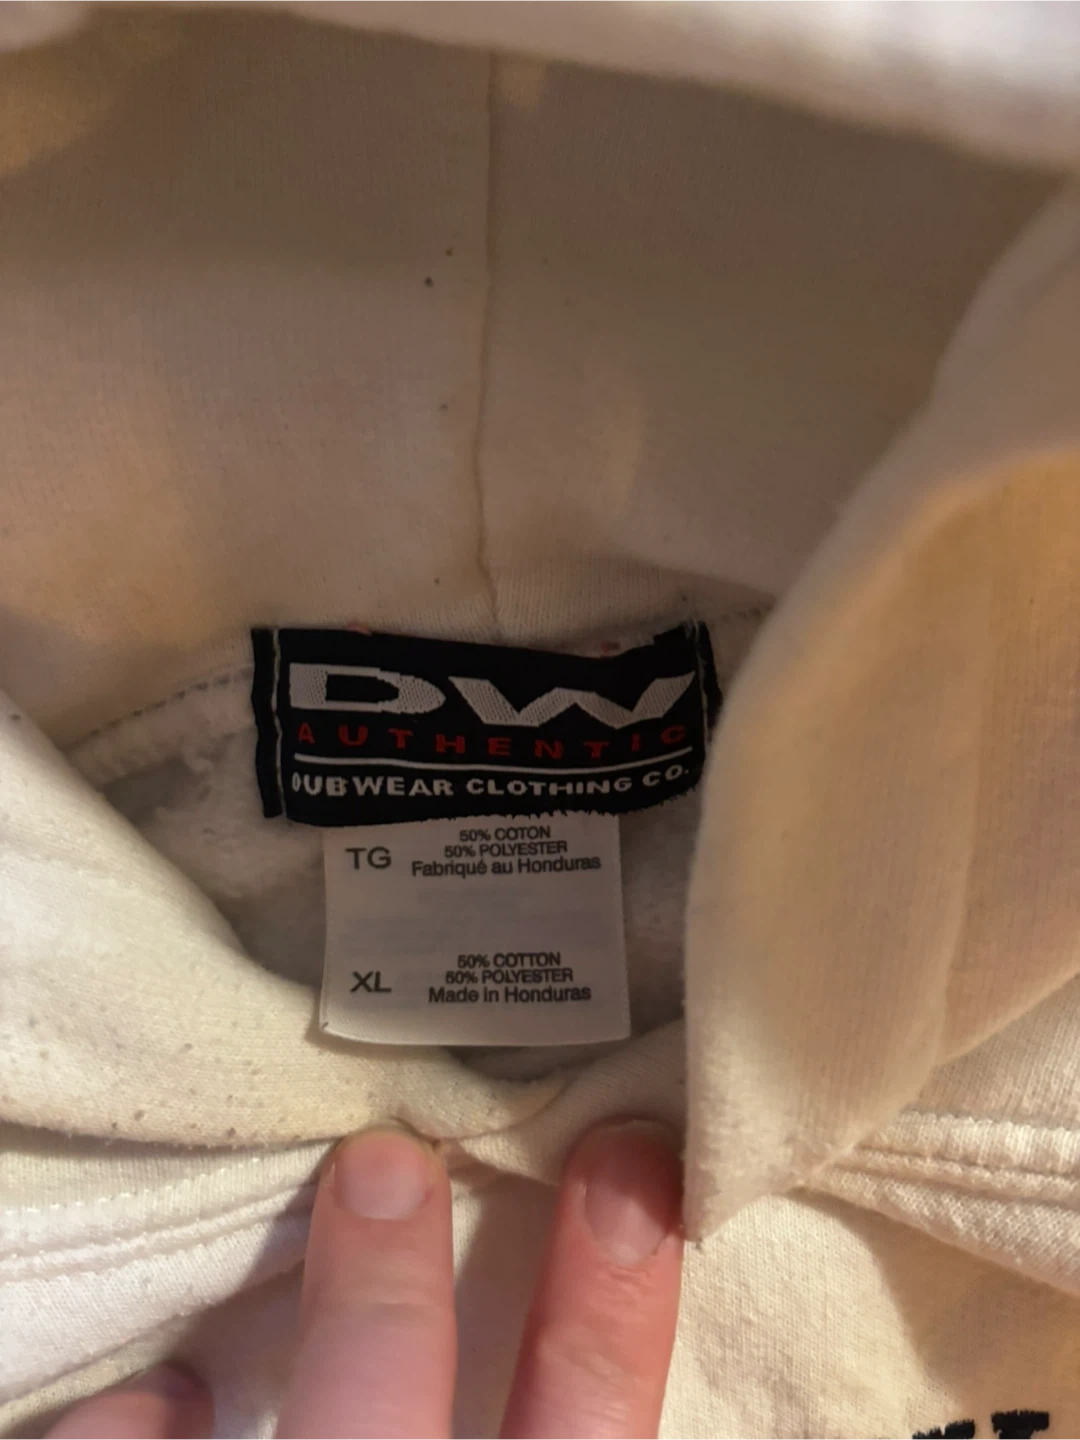 DW
AUTHENTIC
DUBWEAR CLOTHING CO.
TG
50% COTON
50% POLYESTER
Fabriqué au Honduras
XL
50% COTTON
50% POLYESTER
Made in Honduras